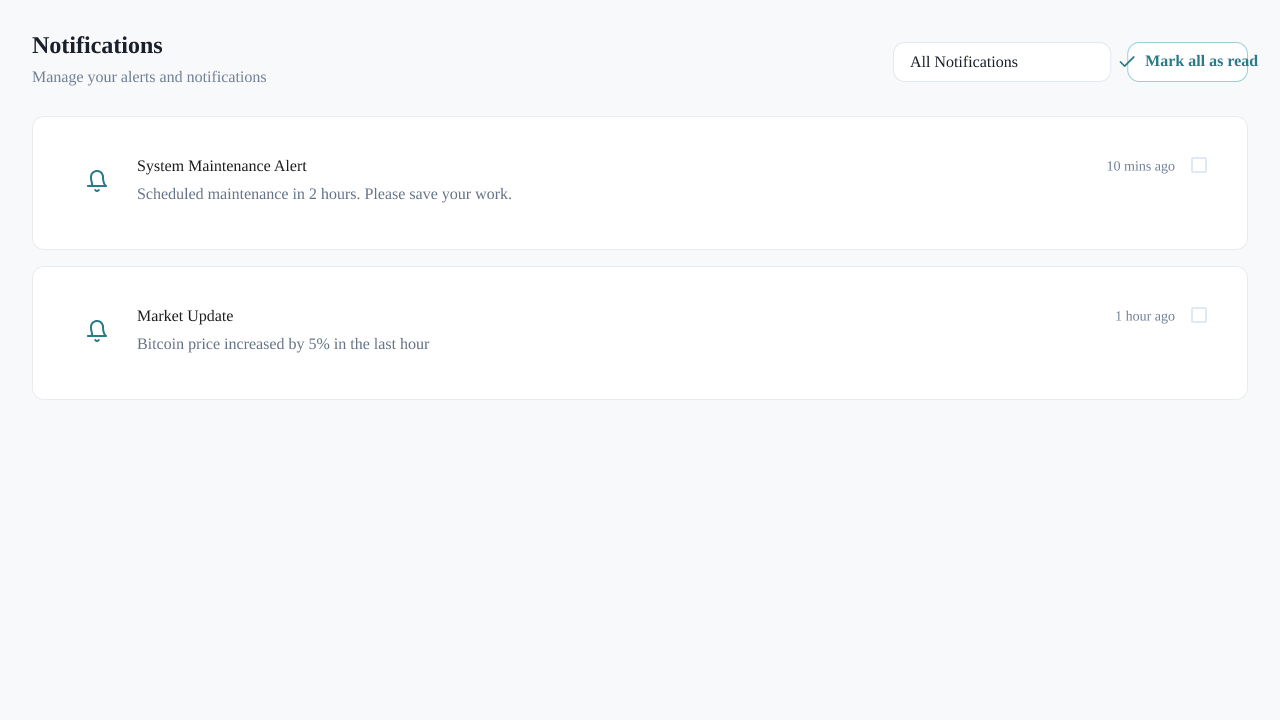 Notifications
Manage your alerts and notifications
All Notifications
Mark all as read
System Maintenance Alert
10 mins ago
Scheduled maintenance in 2 hours. Please save your work.
Market Update
1 hour ago
Bitcoin price increased by 5% in the last hour